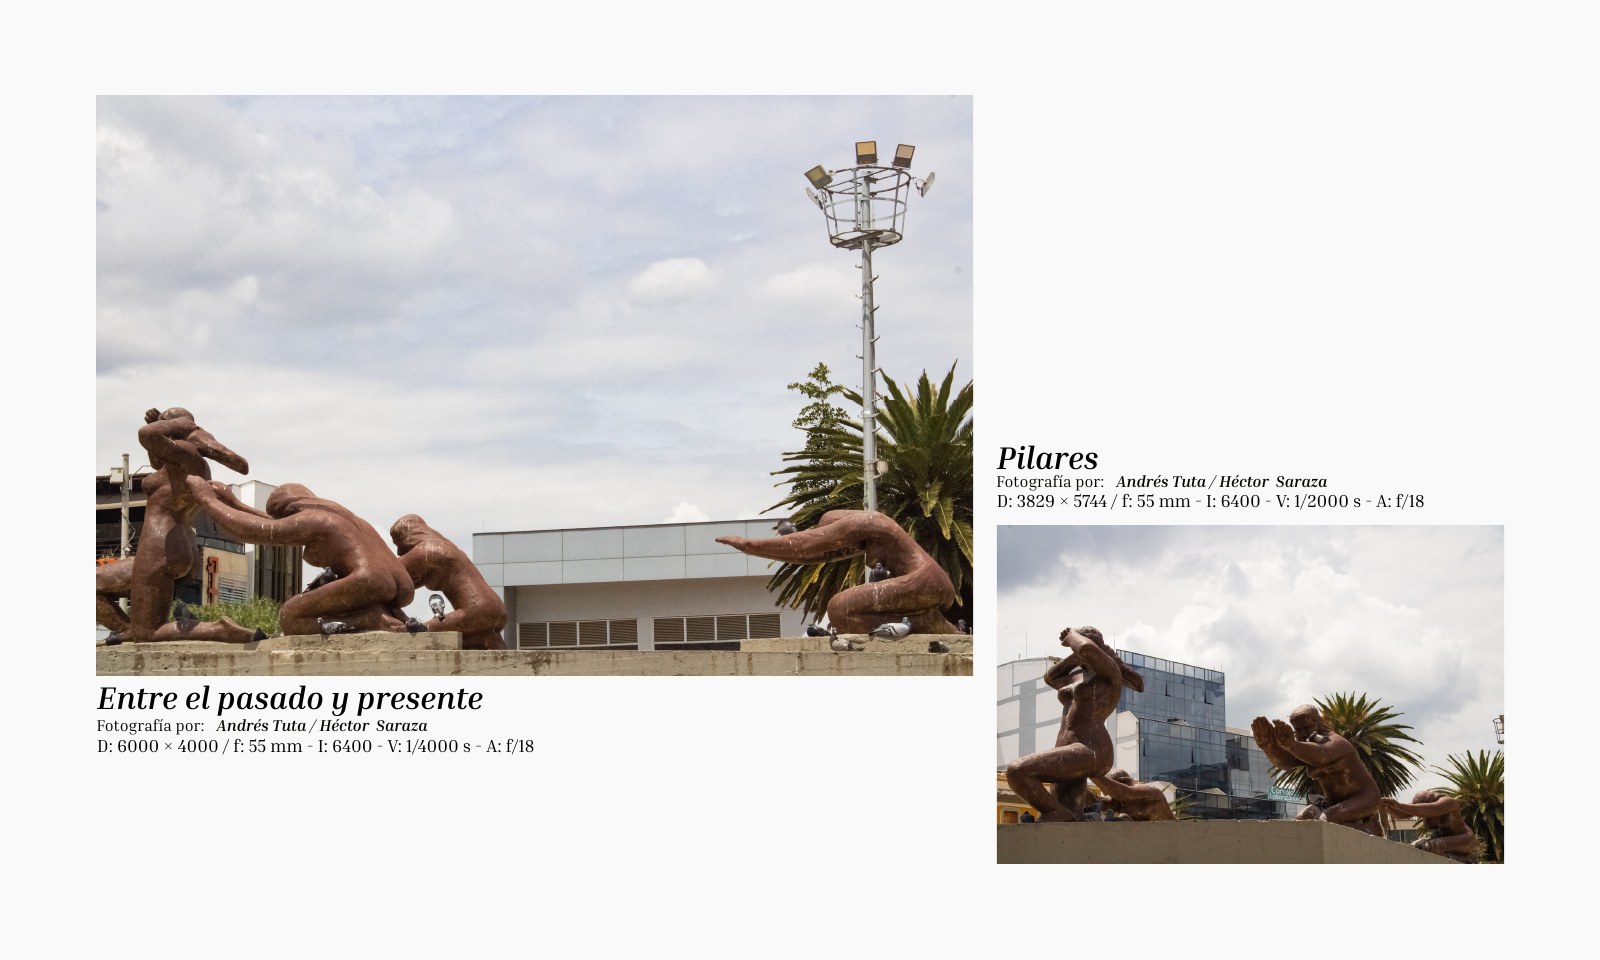 Entre el pasado y presente
Fotografía por: Andrés Tuta / Héctor Saraza
D: 6000 × 4000 / f: 55 mm - I: 6400 - V: 1/4000 s - A: f/18
Pilares
Fotografía por: Andrés Tuta / Héctor Saraza
D: 3829 × 5744 / f: 55 mm - I: 6400 - V: 1/2000 s - A: f/18